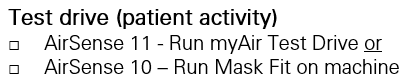 Test drive (patient activity)
□ AirSense 11 - Run myAir Test Drive or
□ AirSense 10 – Run Mask Fit on machine